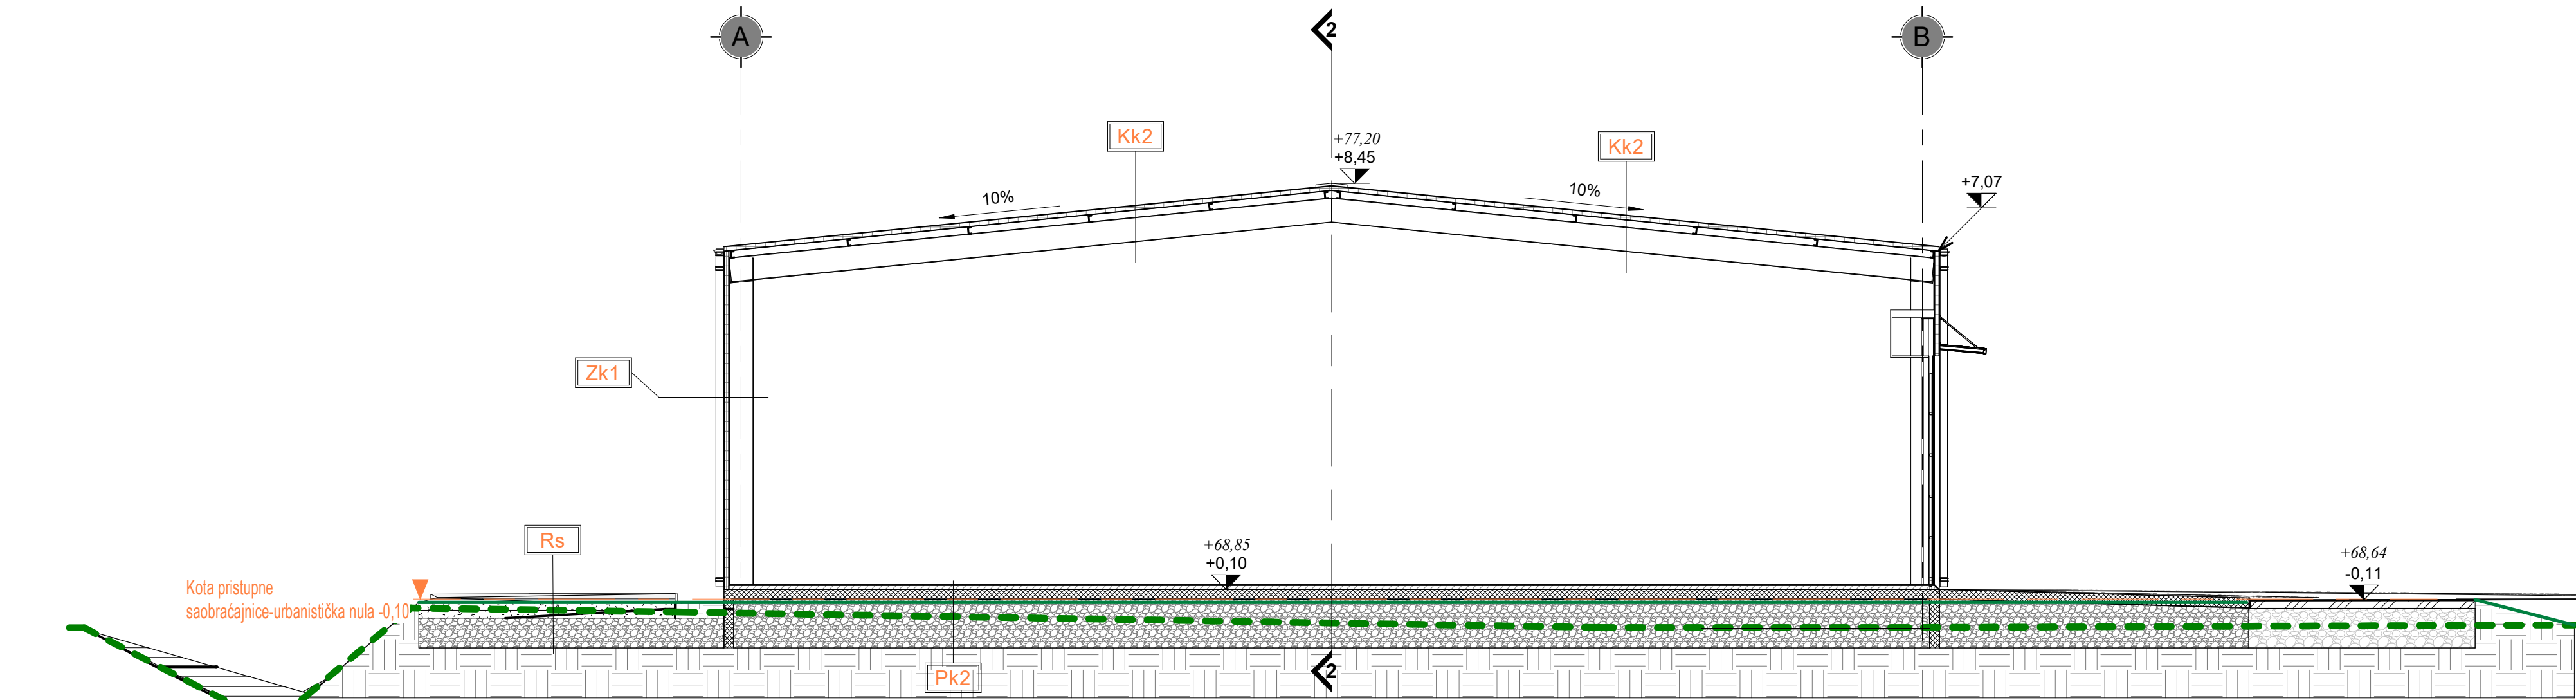 A
2
B
Kk2
+77,20
+8,45
Kk2
10%
10%
+7,07
Zk1
Rs
+68,85
+0,10
+68,64
-0,11
Kota pristupne
saobraćajnice-urbanistička nula -0,10
Pk2
2